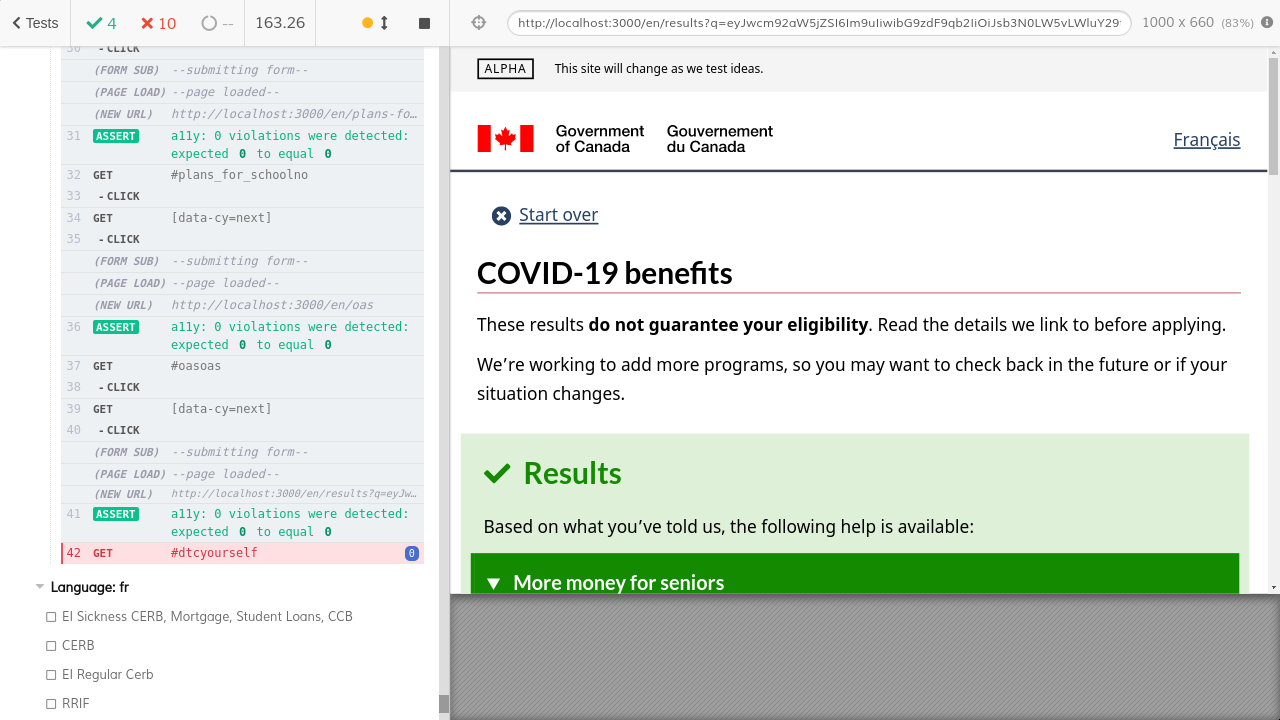 Tests
4
10
--
163.26
http://localhost:3000/en/results?q=eyJwcm92aW5jZSI6Im9uIiwibG9zdF9qb2IiOiJsb3N0LW5vLWluY29
1000 x 660 (83%)
30 - CLICK
(FORM SUB) --submitting form--
(PAGE LOAD) --page loaded--
(NEW URL) http://localhost:3000/en/plans-fo…
31 ASSERT a11y: 0 violations were detected:
expected 0 to equal 0
32 GET #plans_for_schoolno
33 - CLICK
34 GET [data-cy=next]
35 - CLICK
(FORM SUB) --submitting form--
(PAGE LOAD) --page loaded--
(NEW URL) http://localhost:3000/en/oas
36 ASSERT a11y: 0 violations were detected:
expected 0 to equal 0
37 GET #oasoas
38 - CLICK
39 GET [data-cy=next]
40 - CLICK
(FORM SUB) --submitting form--
(PAGE LOAD) --page loaded--
(NEW URL) http://localhost:3000/en/results?q=eyJw…
41 ASSERT a11y: 0 violations were detected:
expected 0 to equal 0
42 GET #dtcyourself 0
Language: fr
EI Sickness CERB, Mortgage, Student Loans, CCB
CERB
EI Regular Cerb
RRIF
ALPHA This site will change as we test ideas.
Government Gouvernement
of Canada du Canada
Français
Start over
COVID-19 benefits
These results do not guarantee your eligibility. Read the details we link to before applying.
We’re working to add more programs, so you may want to check back in the future or if your
situation changes.
Results
Based on what you’ve told us, the following help is available:
More money for seniors